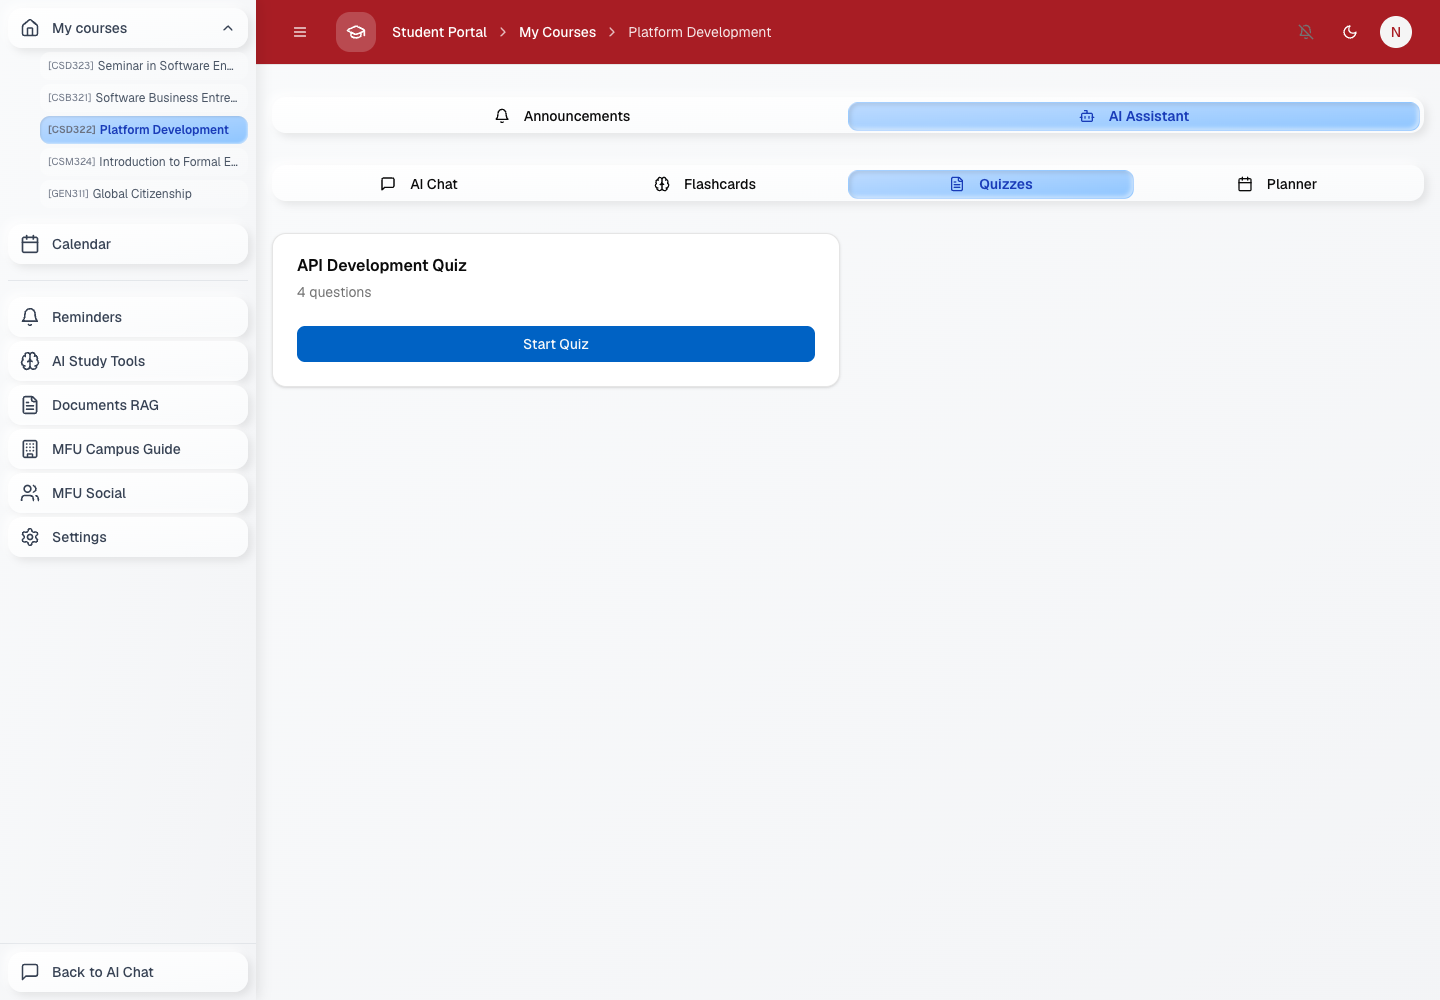 My courses
[CSD323] Seminar in Software En...
[CSB321] Software Business Entre...
[CSD322] Platform Development
[CSM324] Introduction to Formal E...
[GEN311] Global Citizenship
Calendar
Reminders
AI Study Tools
Documents RAG
MFU Campus Guide
MFU Social
Settings
Back to AI Chat
Student Portal > My Courses > Platform Development
N
Announcements
AI Assistant
AI Chat
Flashcards
Quizzes
Planner
API Development Quiz
4 questions
Start Quiz